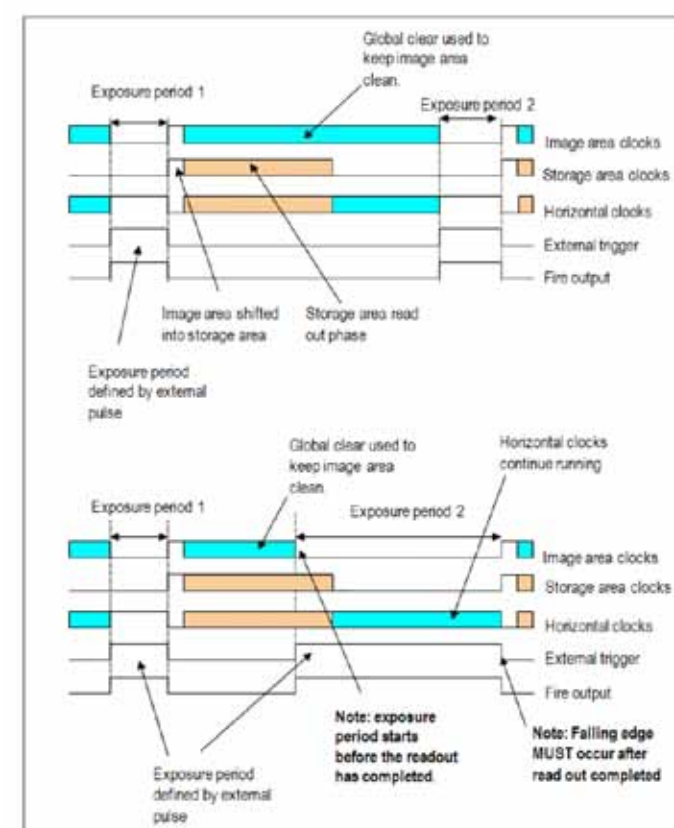 Global clear used to
keep image area
clean.
Exposure period 1
Exposure period 2
Image area clocks
Storage area clocks
Horizontal clocks
External trigger
Fire output
Image area shifted
into storage area
Storage area read
out phase
Exposure period
defined by external
pulse
Global clear used to
keep image area
clean.
Horizontal clocks
continue running
Exposure period 1
Exposure period 2
Image area clocks
Storage area clocks
Horizontal clocks
External trigger
Fire output
Note: exposure
period starts
before the readout
has completed.
Note: Falling edge
MUST occur after
read out completed
Exposure period
defined by external
pulse